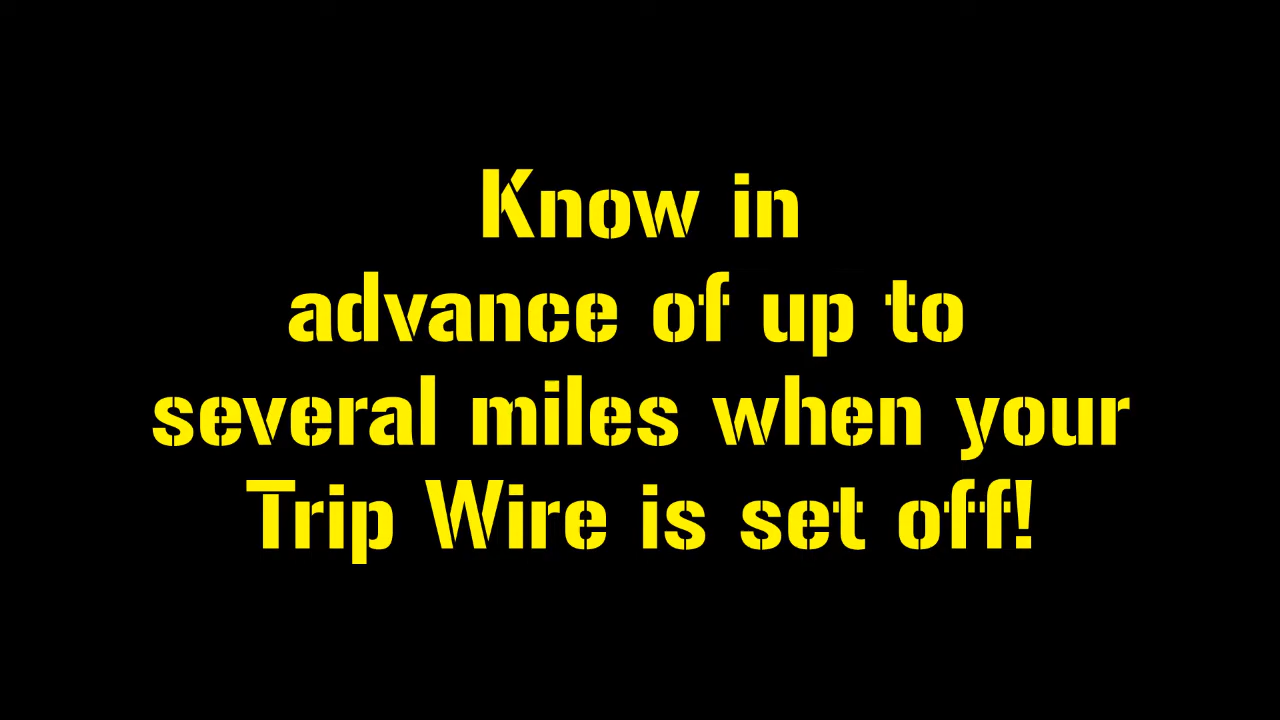 Know in
advance of up to
several miles when your
Trip Wire is set off!